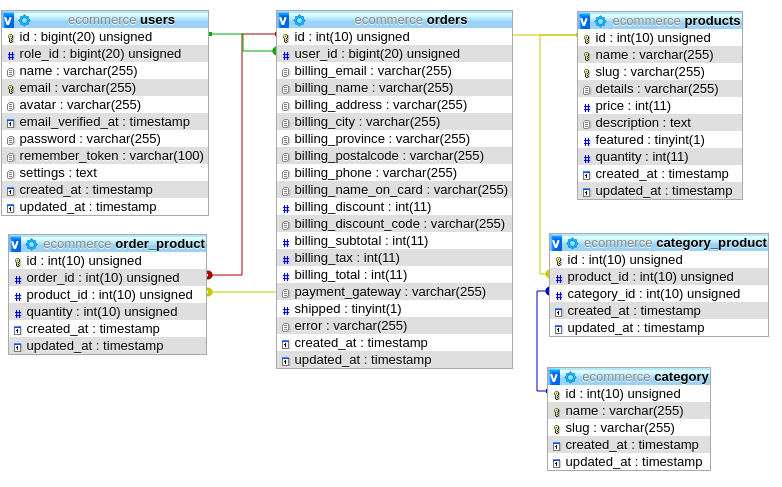 ecommerce users
id : bigint(20) unsigned
role_id : bigint(20) unsigned
name : varchar(255)
email : varchar(255)
avatar : varchar(255)
email_verified_at : timestamp
password : varchar(255)
remember_token : varchar(100)
settings : text
created_at : timestamp
updated_at : timestamp
ecommerce order_product
id : int(10) unsigned
order_id : int(10) unsigned
product_id : int(10) unsigned
quantity : int(10) unsigned
created_at : timestamp
updated_at : timestamp
ecommerce orders
id : int(10) unsigned
user_id : bigint(20) unsigned
billing_email : varchar(255)
billing_name : varchar(255)
billing_address : varchar(255)
billing_city : varchar(255)
billing_province : varchar(255)
billing_postalcode : varchar(255)
billing_phone : varchar(255)
billing_name_on_card : varchar(255)
billing_discount : int(11)
billing_discount_code : varchar(255)
billing_subtotal : int(11)
billing_tax : int(11)
billing_total : int(11)
payment_gateway : varchar(255)
shipped : tinyint(1)
error : varchar(255)
created_at : timestamp
updated_at : timestamp
ecommerce products
id : int(10) unsigned
name : varchar(255)
slug : varchar(255)
details : varchar(255)
price : int(11)
description : text
featured : tinyint(1)
quantity : int(11)
created_at : timestamp
updated_at : timestamp
ecommerce category_product
id : int(10) unsigned
product_id : int(10) unsigned
category_id : int(10) unsigned
created_at : timestamp
updated_at : timestamp
ecommerce category
id : int(10) unsigned
name : varchar(255)
slug : varchar(255)
created_at : timestamp
updated_at : timestamp